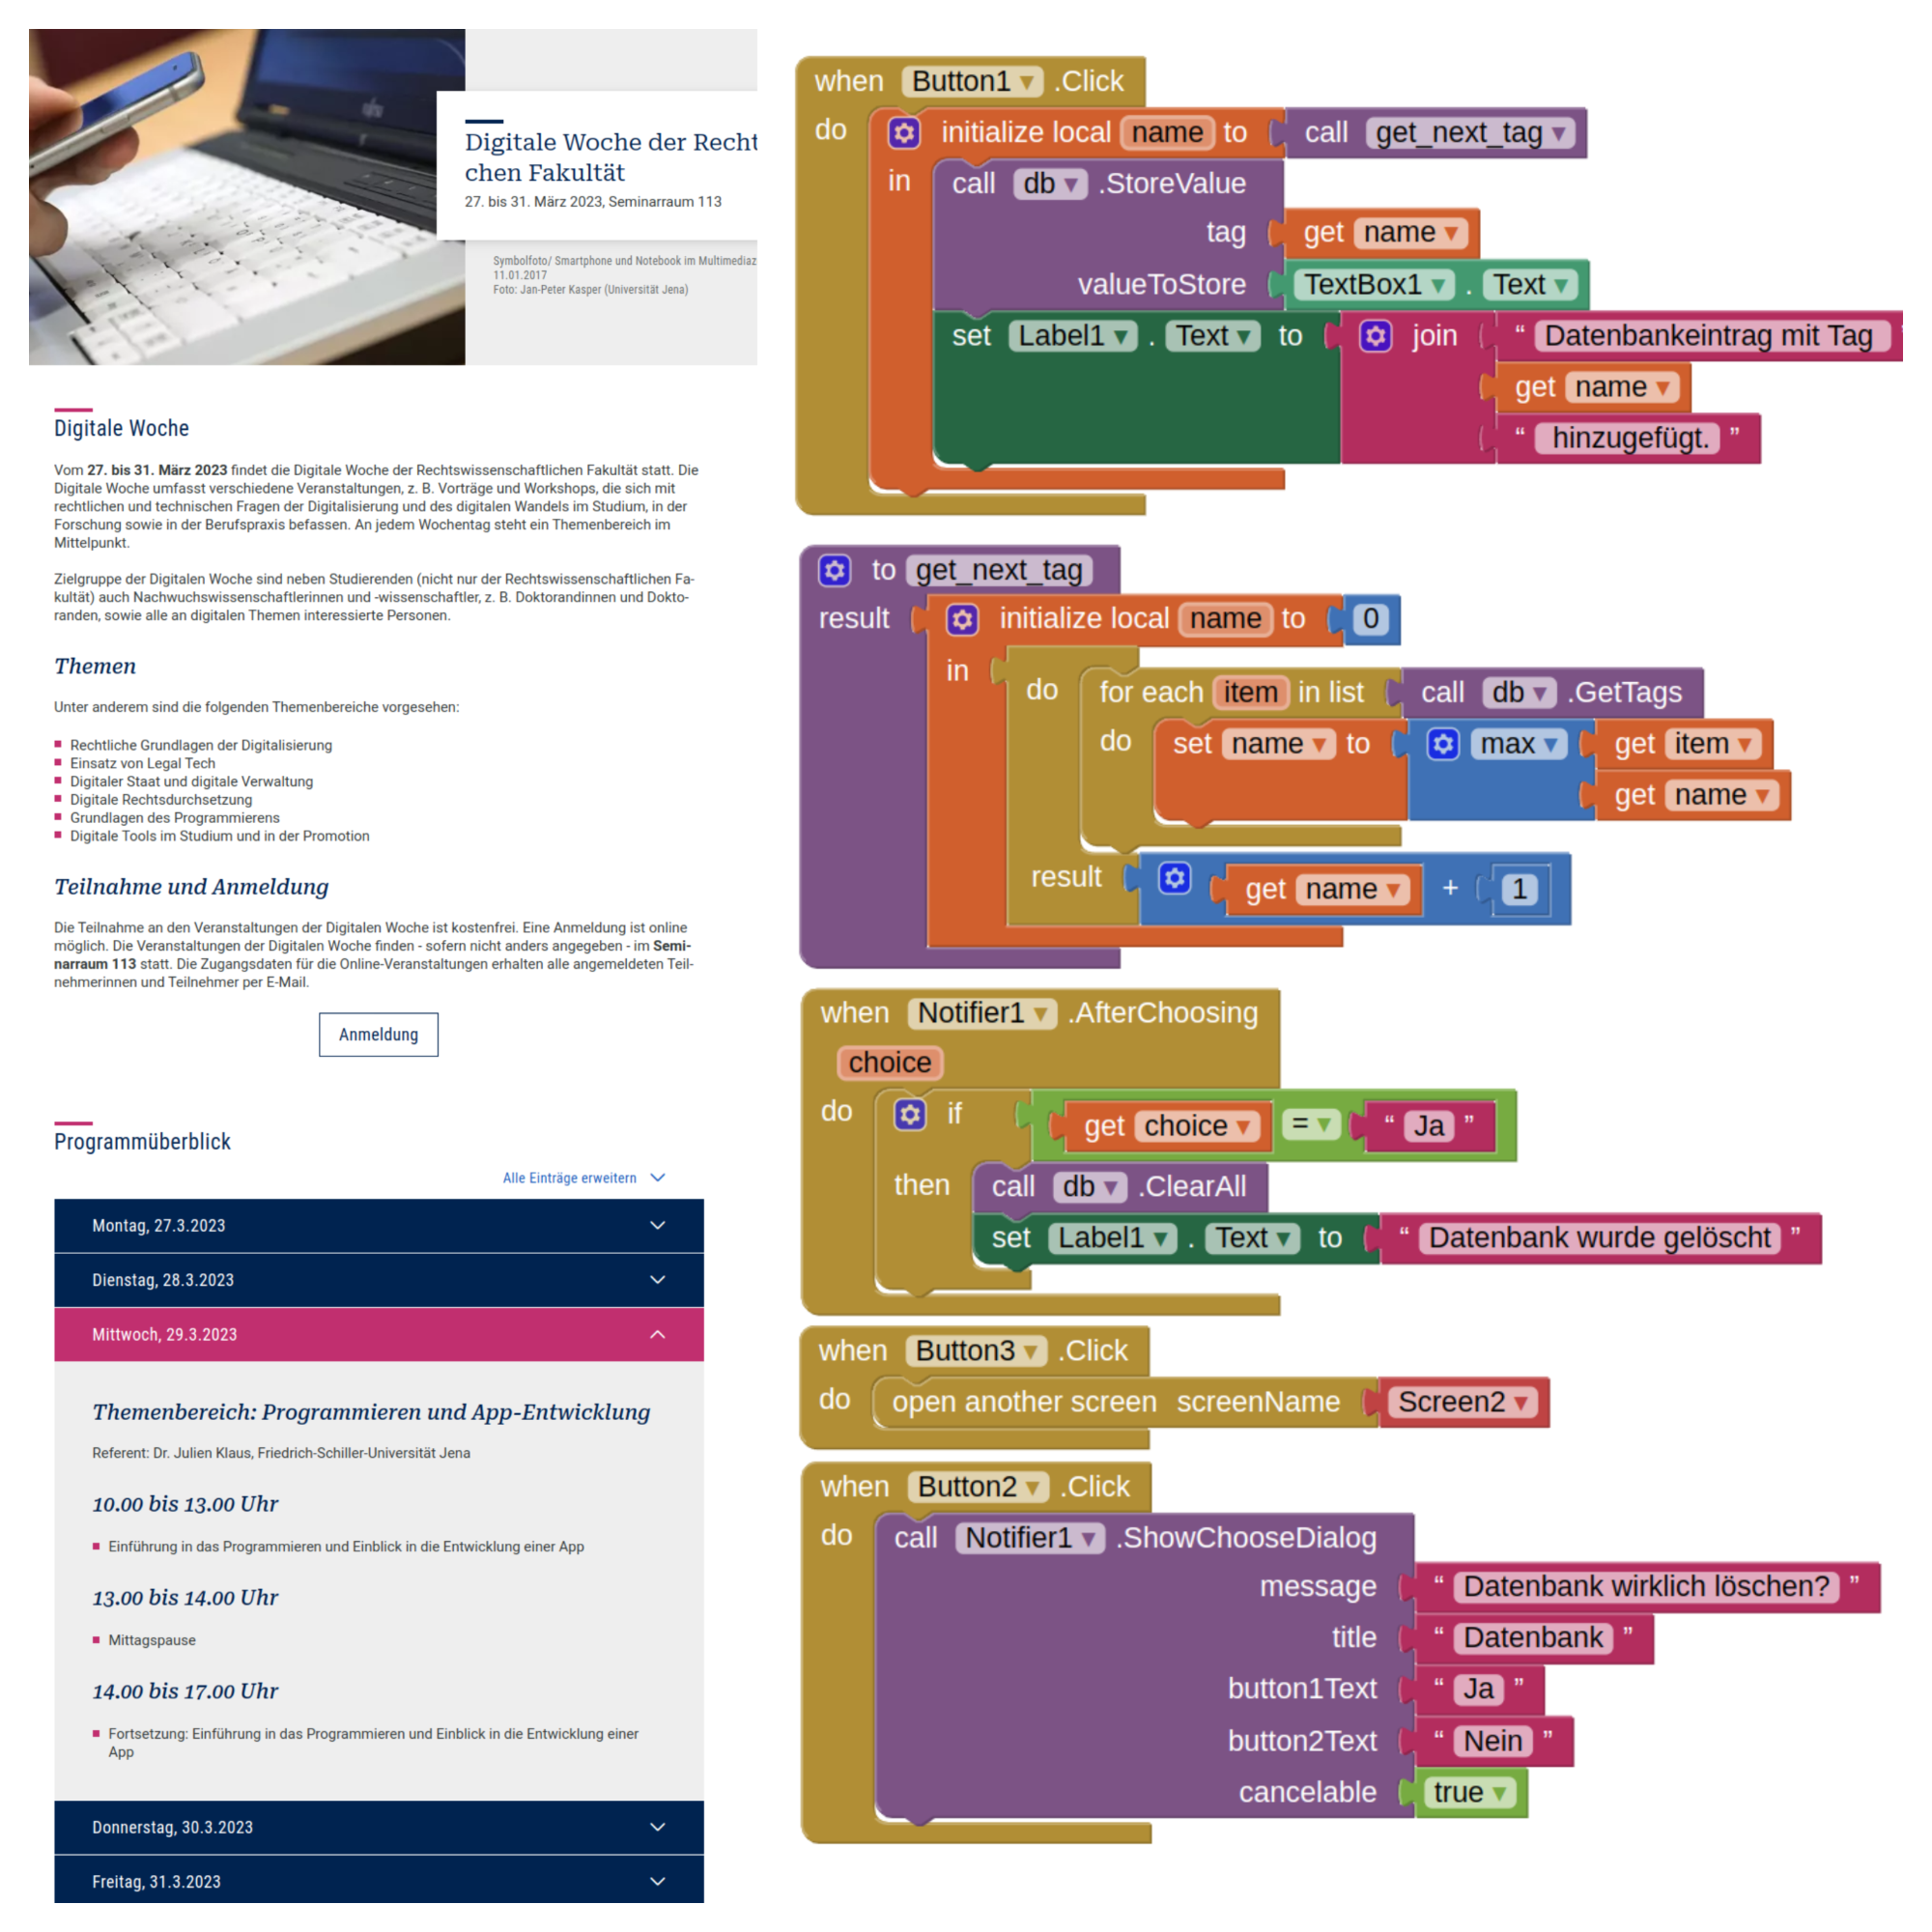 Digitale Woche der Recht
chen Fakultät
27. bis 31. März 2023, Seminarraum 113
Symbolfoto/ Smartphone und Notebook im Multimediaz
11.01.2017
Foto: Jan-Peter Kasper (Universität Jena)
Digitale Woche
Vom 27. bis 31. März 2023 findet die Digitale Woche der Rechtswissenschaftlichen Fakultät statt. Die
Digitale Woche umfasst verschiedene Veranstaltungen, z. B. Vorträge und Workshops, die sich mit
rechtlichen und technischen Fragen der Digitalisierung und des digitalen Wandels im Studium, in der
Forschung sowie in der Berufspraxis befassen. An jedem Wochentag steht ein Themenbereich im
Mittelpunkt.
Zielgruppe der Digitalen Woche sind neben Studierenden (nicht nur der Rechtswissenschaftlichen Fa-
kultät) auch Nachwuchswissenschaftlerinnen und -wissenschaftler, z. B. Doktorandinnen und Dokto-
randen, sowie alle an digitalen Themen interessierte Personen.
Themen
Unter anderem sind die folgenden Themenbereiche vorgesehen:
Rechtliche Grundlagen der Digitalisierung
Einsatz von Legal Tech
Digitaler Staat und digitale Verwaltung
Digitale Rechtsdurchsetzung
Grundlagen des Programmierens
Digitale Tools im Studium und in der Promotion
Teilnahme und Anmeldung
Die Teilnahme an den Veranstaltungen der Digitalen Woche ist kostenfrei. Eine Anmeldung ist online
möglich. Die Veranstaltungen der Digitalen Woche finden - sofern nicht anders angegeben - im Semi-
narraum 113 statt. Die Zugangsdaten für die Online-Veranstaltungen erhalten alle angemeldeten Teil-
nehmerinnen und Teilnehmer per E-Mail.
Anmeldung
Programmüberblick
Alle Einträge erweitern
Montag, 27.3.2023
Dienstag, 28.3.2023
Mittwoch, 29.3.2023
Themenbereich: Programmieren und App-Entwicklung
Referent: Dr. Julien Klaus, Friedrich-Schiller-Universität Jena
10.00 bis 13.00 Uhr
Einführung in das Programmieren und Einblick in die Entwicklung einer App
13.00 bis 14.00 Uhr
Mittagspause
14.00 bis 17.00 Uhr
Fortsetzung: Einführung in das Programmieren und Einblick in die Entwicklung einer
App
Donnerstag, 30.3.2023
Freitag, 31.3.2023
when Button1 .Click
do initialize local name to call get_next_tag
in call db .StoreValue
tag get name
valueToStore TextBox1 . Text
set Label1 . Text to join “ Datenbankeintrag mit Tag
get name
“ hinzugefügt. ”
to get_next_tag
result initialize local name to 0
in
do for each item in list call db .GetTags
do set name to max get item
get name
result get name + 1
when Notifier1 .AfterChoosing
choice
do if get choice = “ Ja ”
then call db .ClearAll
set Label1 . Text to “ Datenbank wurde gelöscht ”
when Button3 .Click
do open another screen screenName Screen2
when Button2 .Click
do call Notifier1 .ShowChooseDialog
message “ Datenbank wirklich löschen? ”
title “ Datenbank ”
button1Text “ Ja ”
button2Text “ Nein ”
cancelable true